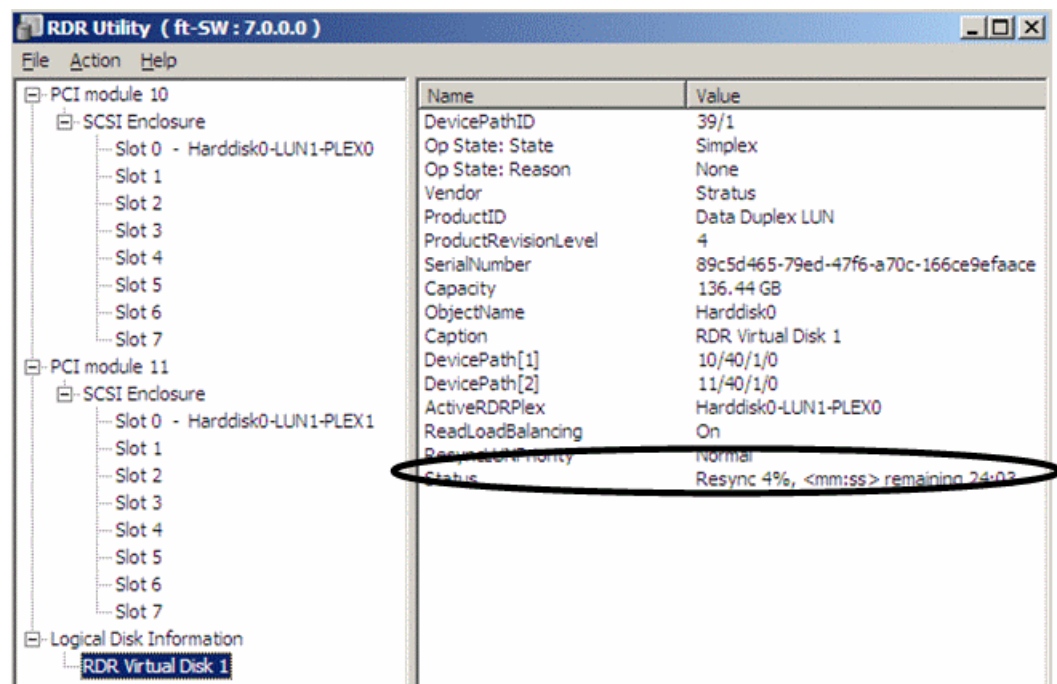 RDR Utility ( ft-SW : 7.0.0.0 )
File Action Help
PCI module 10
SCSI Enclosure
Slot 0 - Harddisk0-LUN1-PLEX0
Slot 1
Slot 2
Slot 3
Slot 4
Slot 5
Slot 6
Slot 7
PCI module 11
SCSI Enclosure
Slot 0 - Harddisk0-LUN1-PLEX1
Slot 1
Slot 2
Slot 3
Slot 4
Slot 5
Slot 6
Slot 7
Logical Disk Information
RDR Virtual Disk 1
Name Value
DevicePathID 39/1
Op State: State Simplex
Op State: Reason None
Vendor Stratus
ProductID Data Duplex LUN
ProductRevisionLevel 4
SerialNumber 89c5d465-79ed-47f6-a70c-166ce9efaace
Capacity 136.44 GB
ObjectName Harddisk0
Caption RDR Virtual Disk 1
DevicePath[1] 10/40/1/0
DevicePath[2] 11/40/1/0
ActiveRDRPlex Harddisk0-LUN1-PLEX0
ReadLoadBalancing On
ResyncLUNPriority Normal
Status Resync 4%, <mm:ss> remaining 24:03